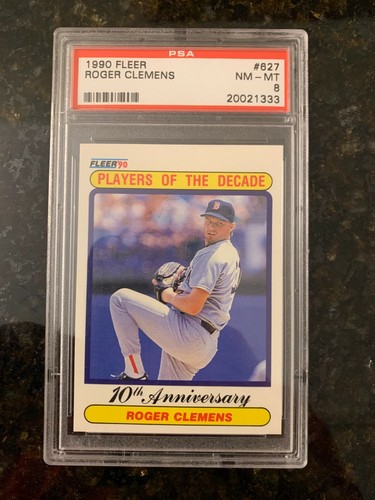 PSA
1990 FLEER #627
ROGER CLEMENS NM-MT
8
20021333
FLEER '90
PLAYERS OF THE DECADE
B
10th Anniversary
ROGER CLEMENS